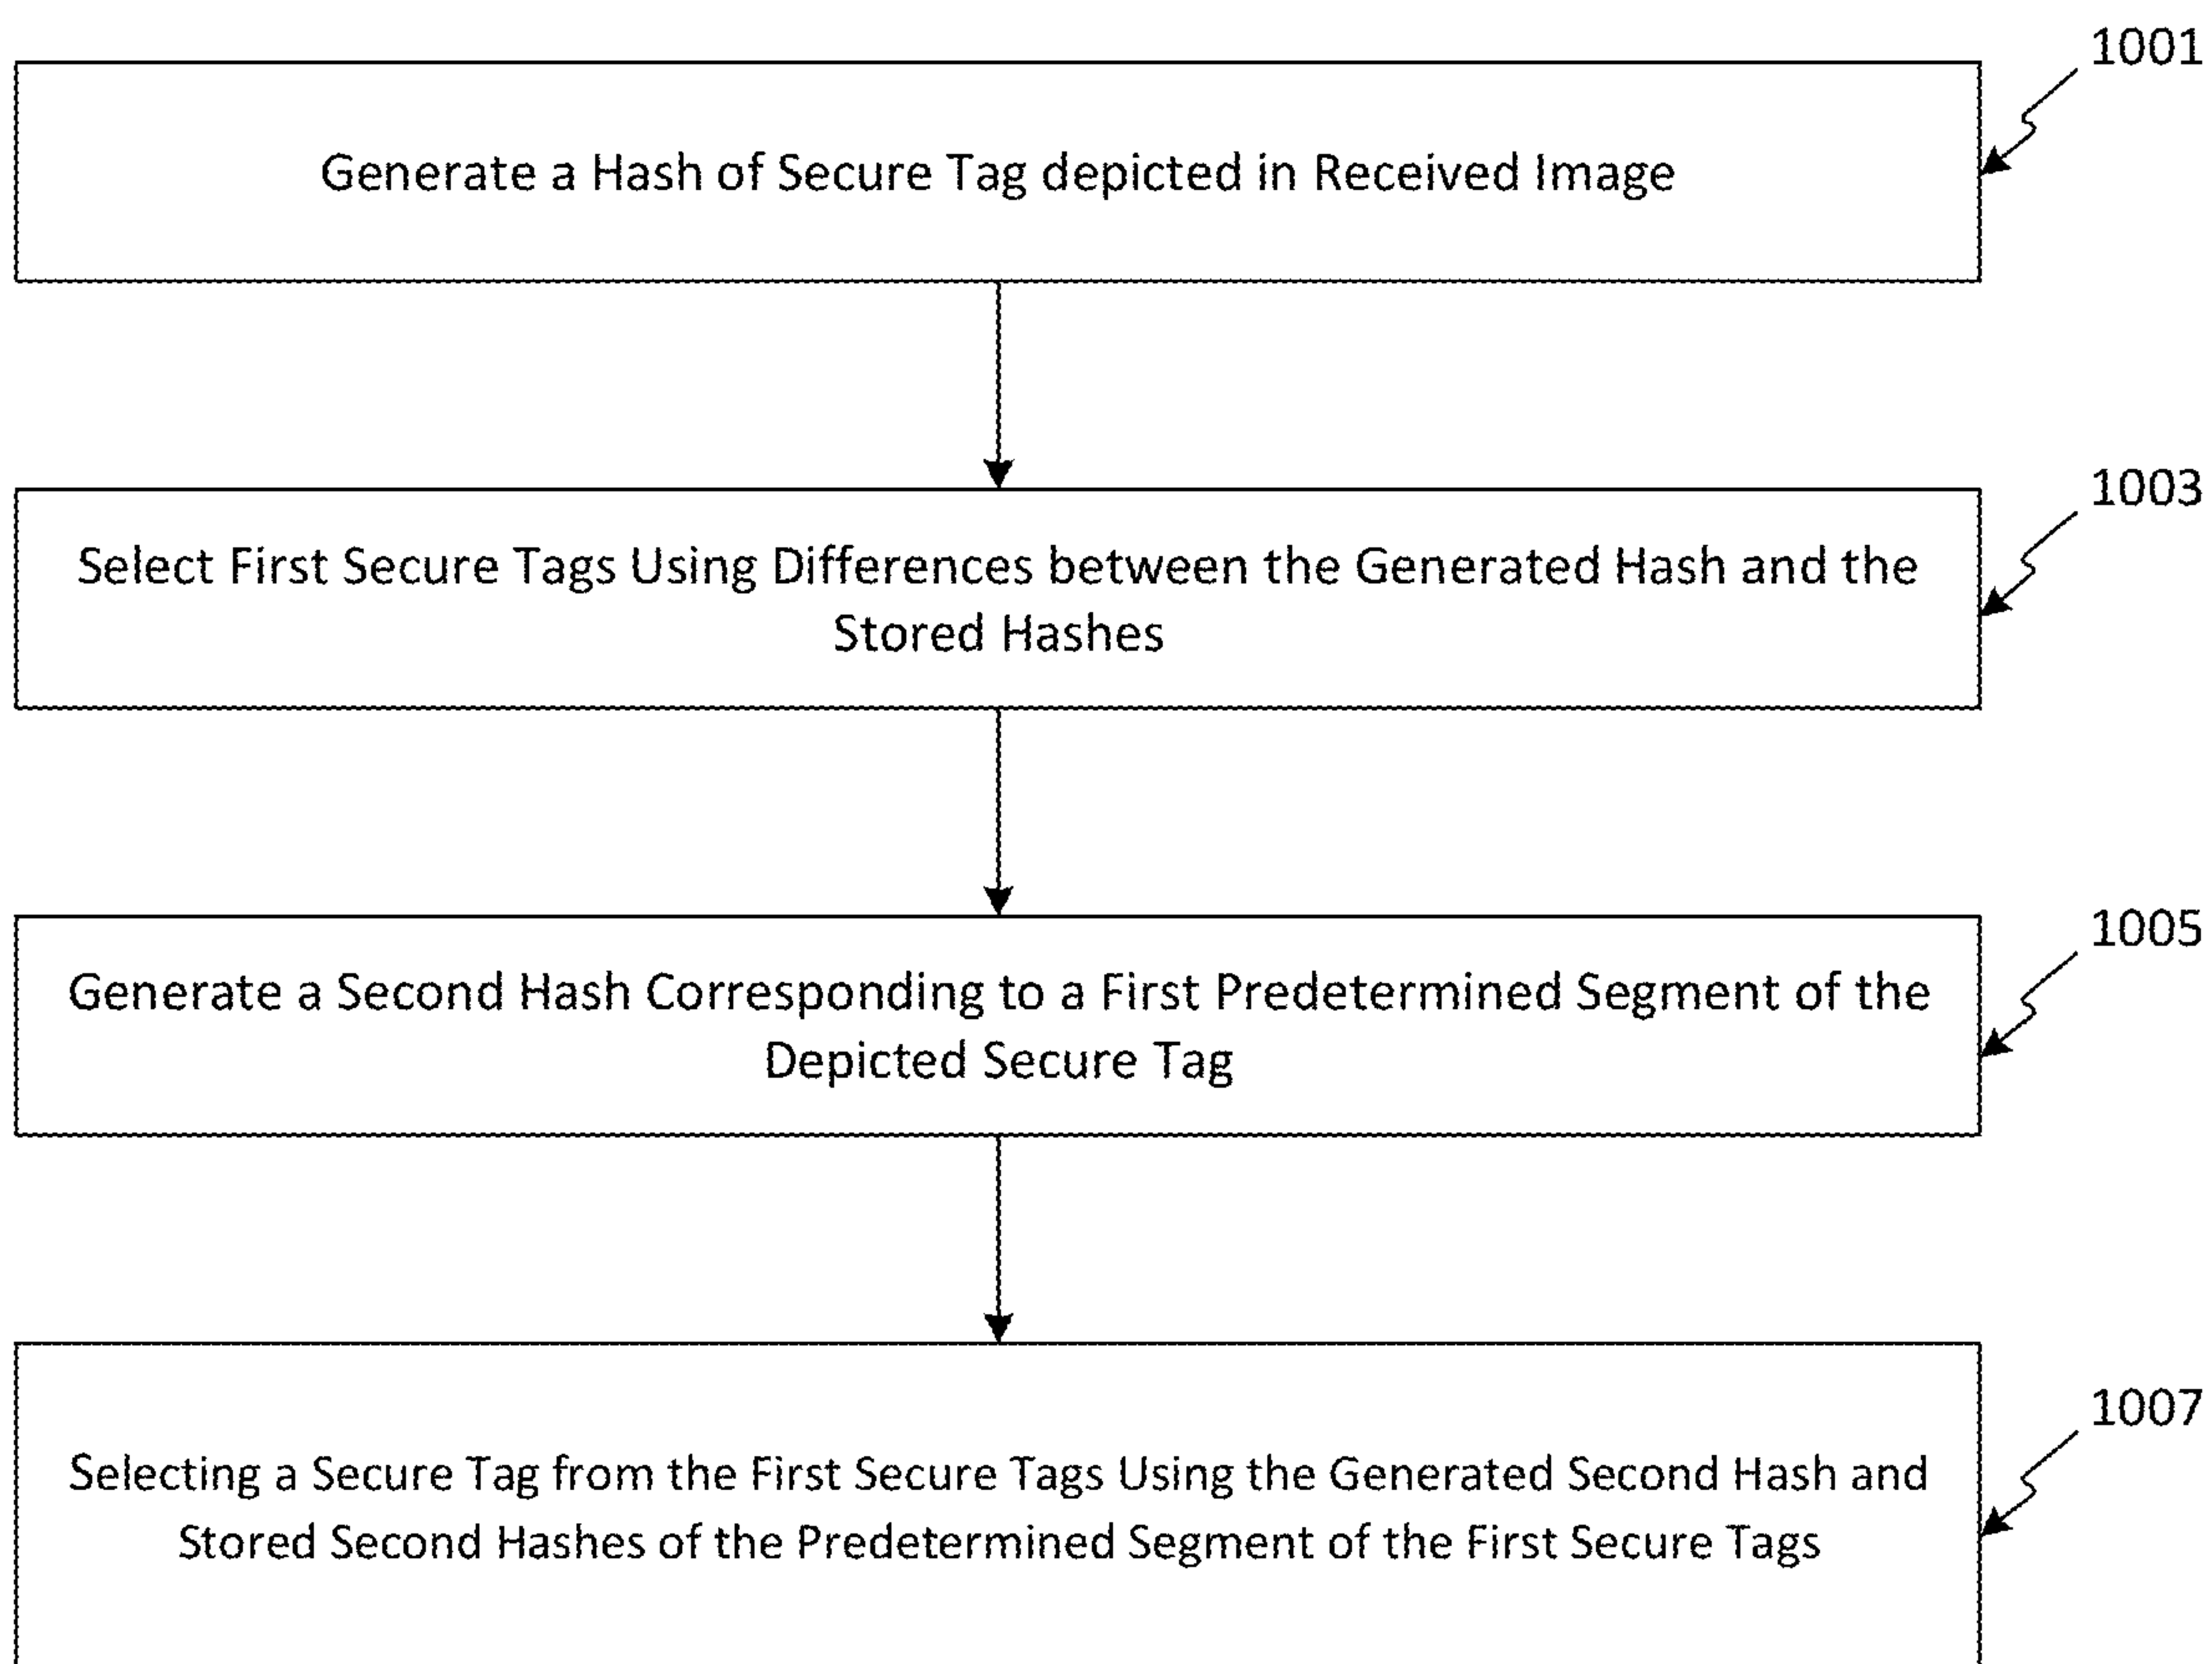 1001
Generate a Hash of Secure Tag depicted in Received Image
1003
Select First Secure Tags Using Differences between the Generated Hash and the
Stored Hashes
1005
Generate a Second Hash Corresponding to a First Predetermined Segment of the
Depicted Secure Tag
1007
Selecting a Secure Tag from the First Secure Tags Using the Generated Second Hash and
Stored Second Hashes of the Predetermined Segment of the First Secure Tags